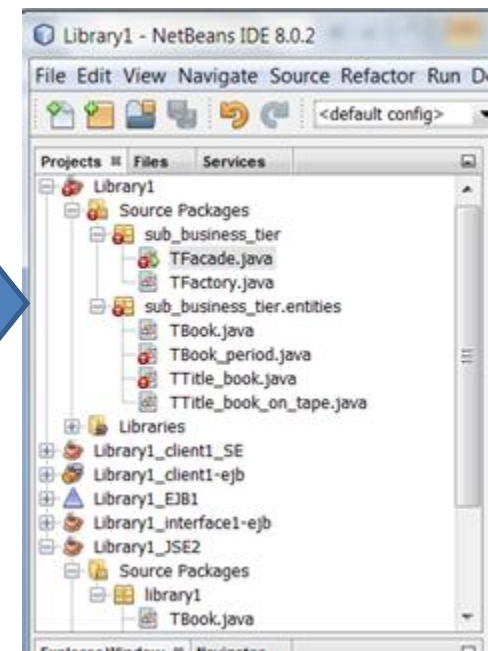 Library1 - NetBeans IDE 8.0.2
File Edit View Navigate Source Refactor Run
<default config>
Projects Files Services
Library1
Source Packages
sub_business_tier
TFacade.java
TFactory.java
sub_business_tier.entities
TBook.java
TBook_period.java
TTitle_book.java
TTitle_book_on_tape.java
Libraries
Library1_client1_SE
Library1_client1-ejb
Library1_EJB1
Library1_interface1-ejb
Library1_JSE2
Source Packages
library1
TBook.java